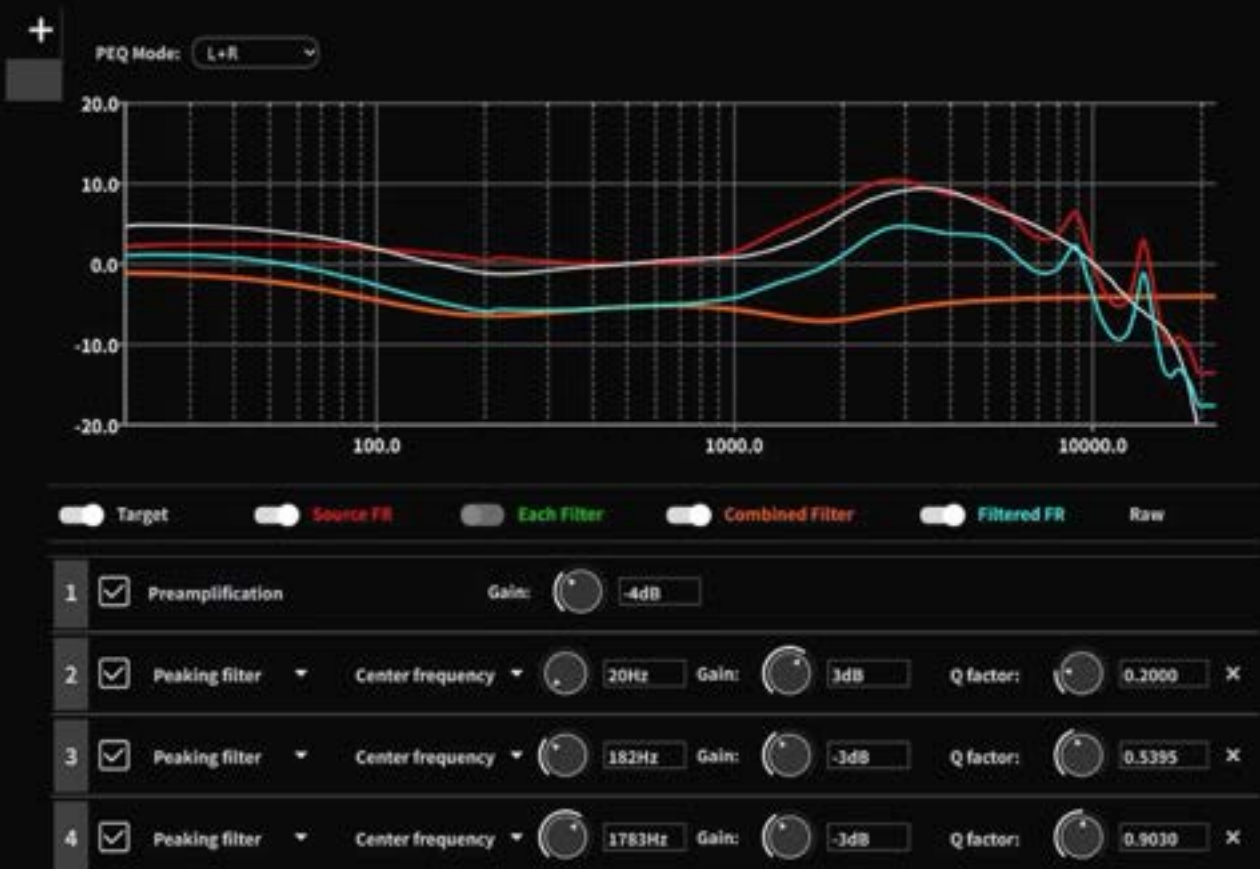 +
PEQ Mode: L+R
20.0
10.0
0.0
-10.0
-20.0
100.0 1000.0 10000.0
Target Source FR Each Filter Combined Filter Filtered FR Raw
1 Preamplification Gain: -4dB
2 Peaking filter Center frequency 20Hz Gain: 3dB Q factor: 0.2000 ×
3 Peaking filter Center frequency 182Hz Gain: -3dB Q factor: 0.5395 ×
4 Peaking filter Center frequency 1783Hz Gain: -3dB Q factor: 0.9030 ×